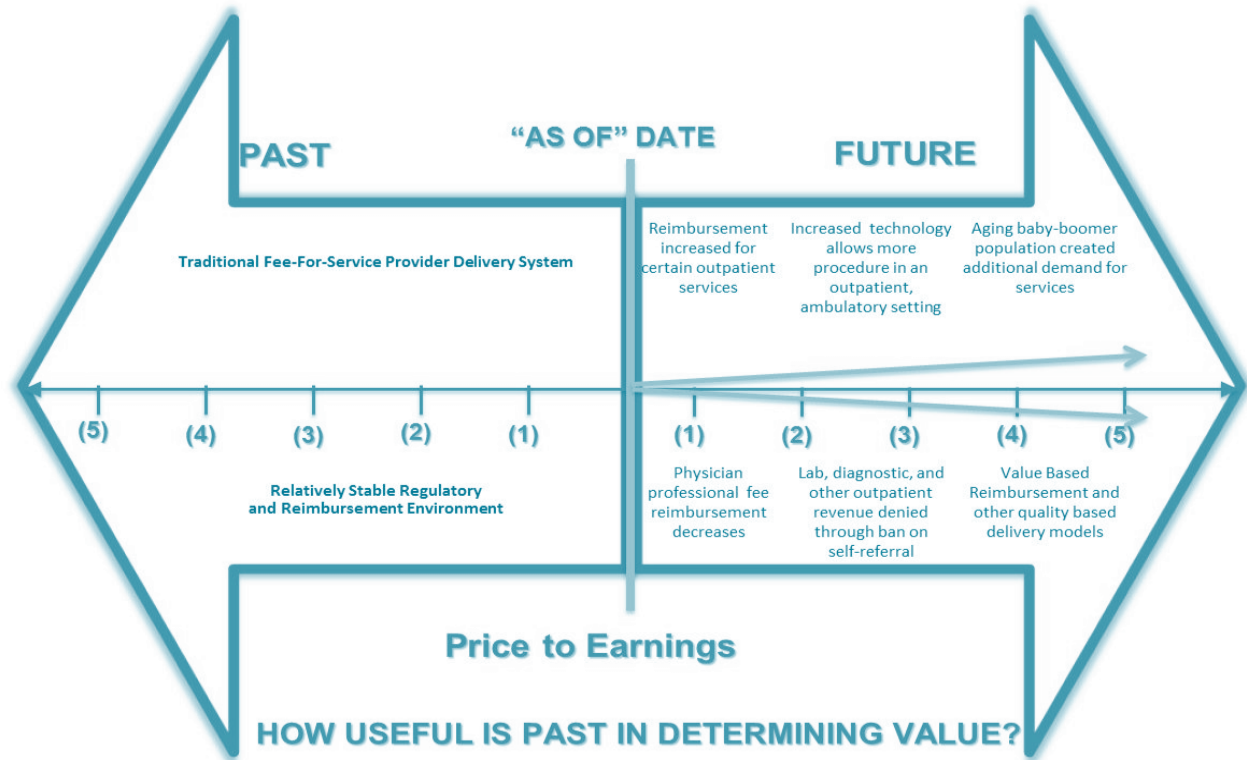 "AS OF" DATE
PAST
FUTURE
Traditional Fee-For-Service Provider Delivery System
Reimbursement
increased for
certain outpatient
services
Increased technology
allows more
procedure in an
outpatient,
ambulatory setting
Aging baby-boomer
population created
additional demand for
services
(5)
(4)
(3)
(2)
(1)
(1)
(2)
(3)
(4)
(5)
Relatively Stable Regulatory
and Reimbursement Environment
Physician
professional fee
reimbursement
decreases
Lab, diagnostic, and
other outpatient
revenue denied
through ban on
self-referral
Value Based
Reimbursement and
other quality based
delivery models
Price to Earnings
HOW USEFUL IS PAST IN DETERMINING VALUE?